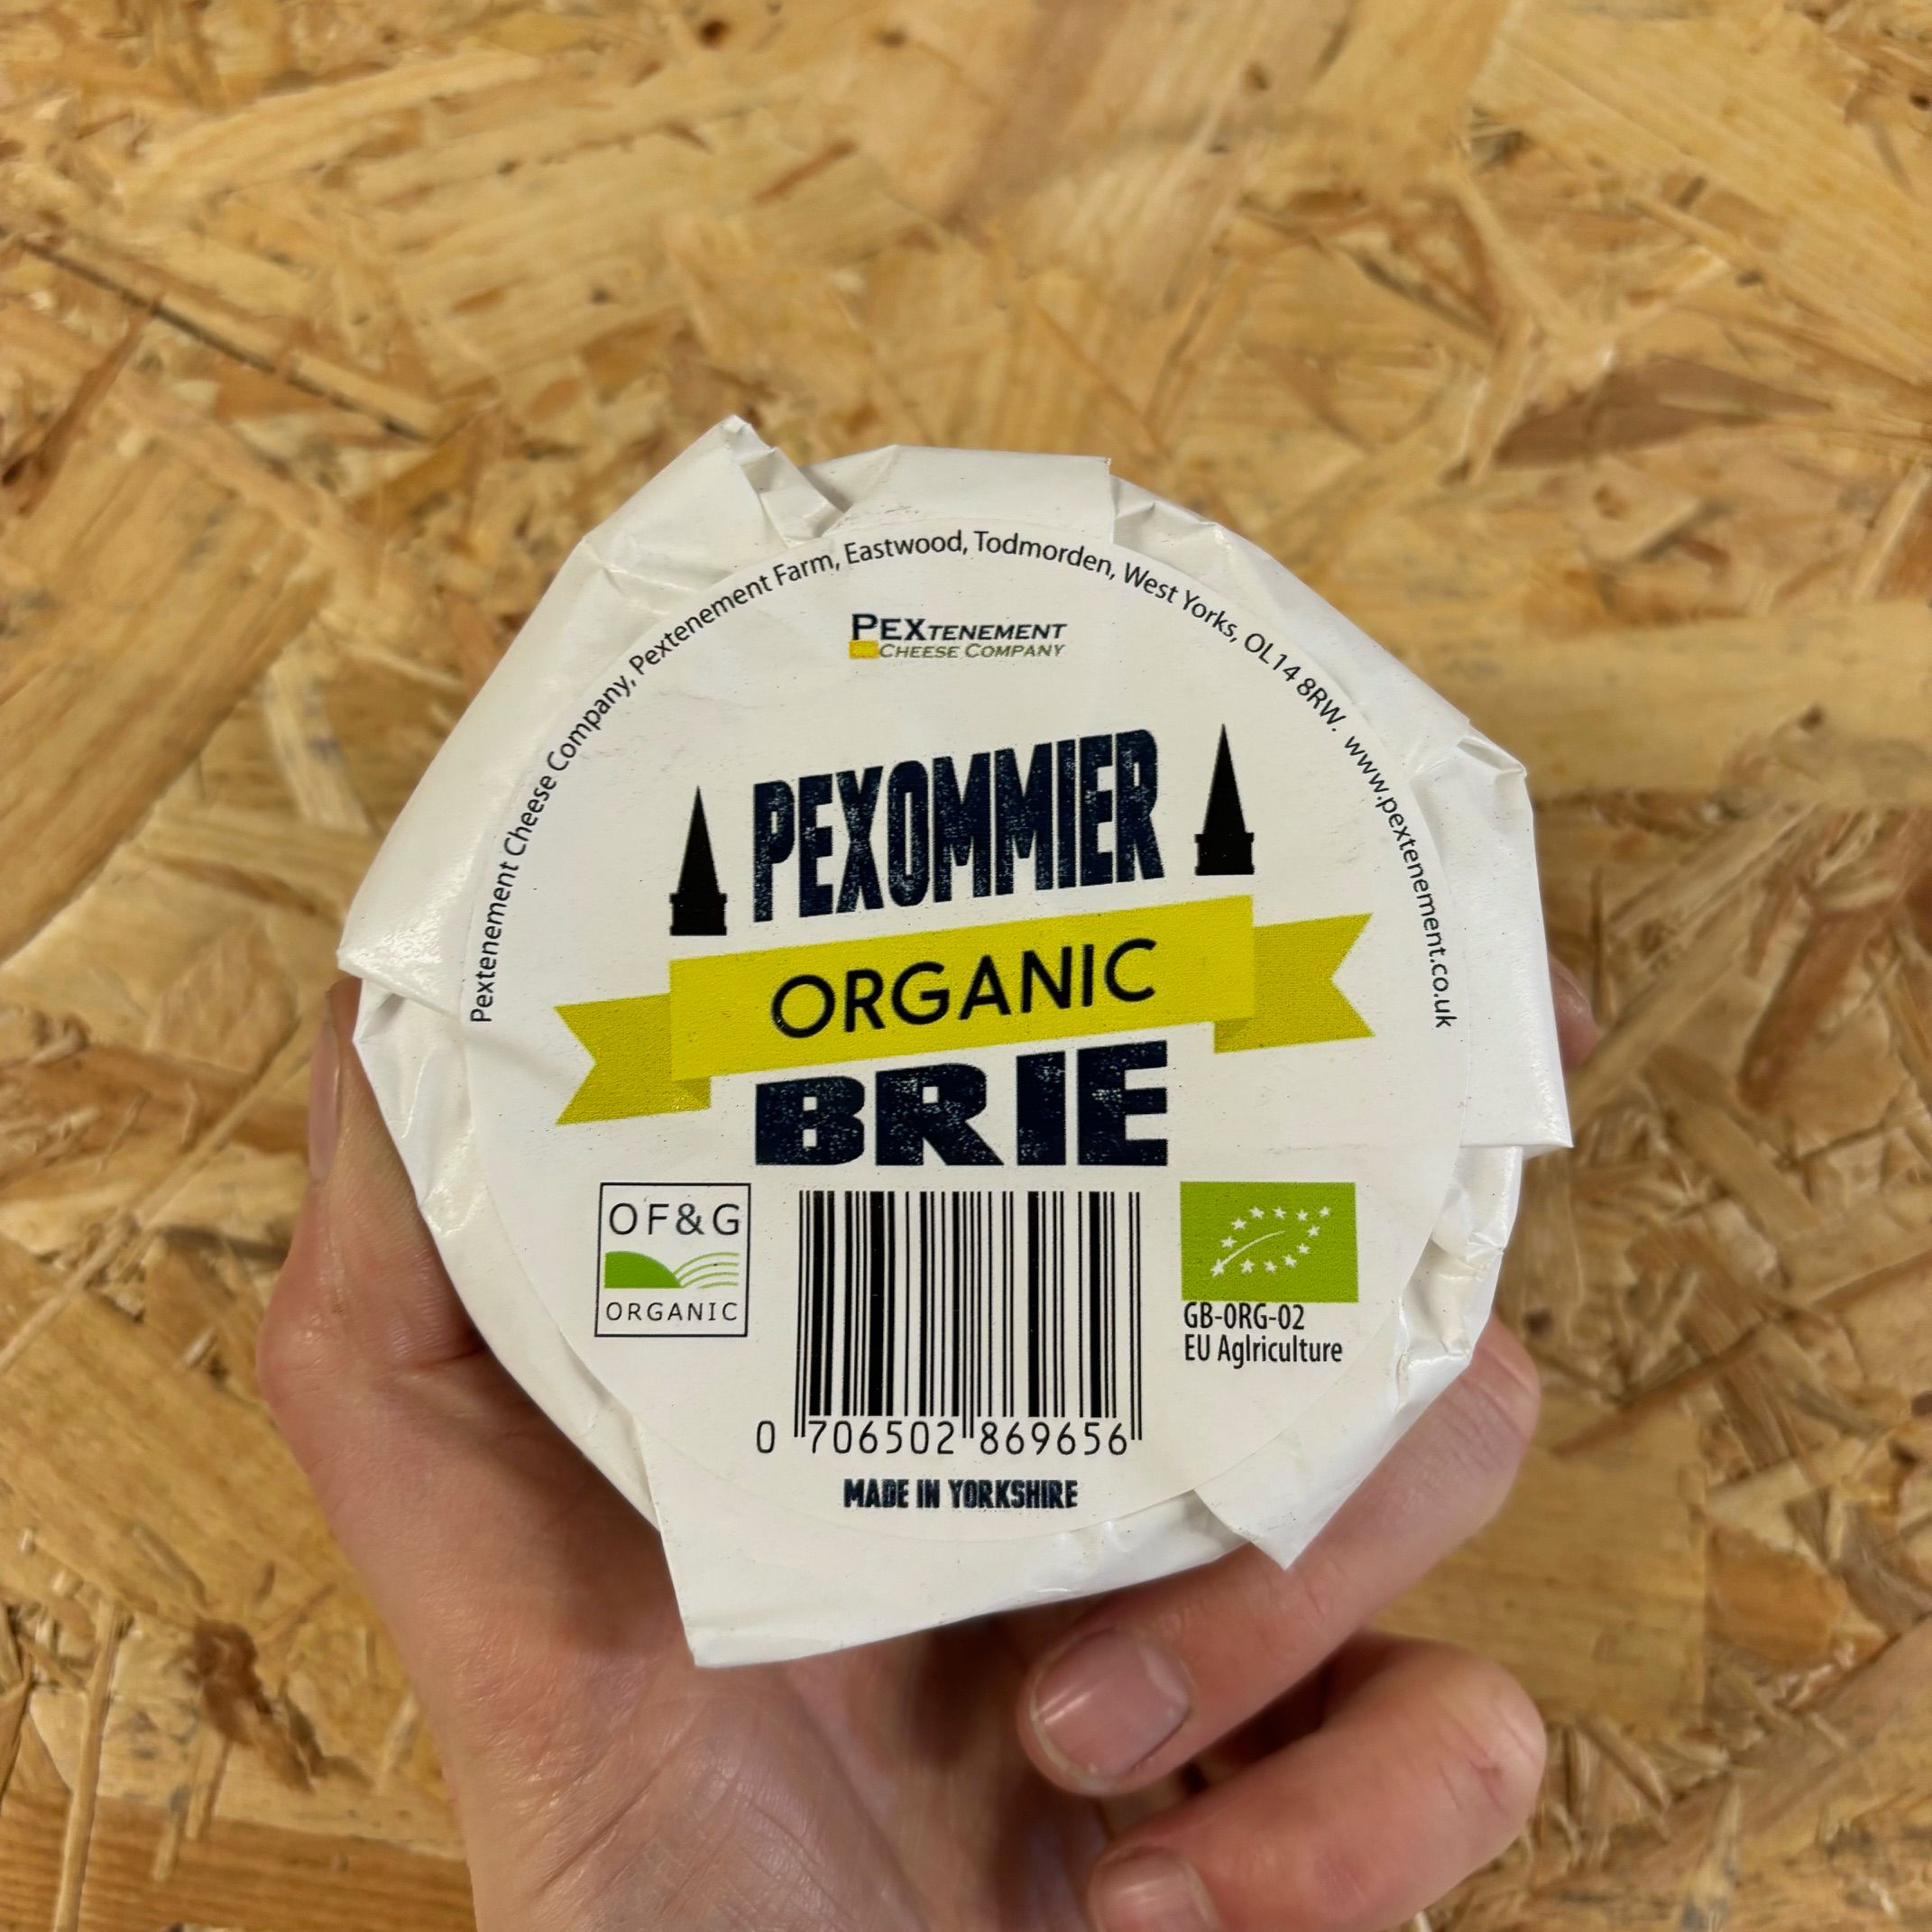 Pextenement Cheese Company, Pextenement Farm, Eastwood, Todmorden, West Yorks, OL14 8RW. www.pextenement.co.uk
PEXTENEMENT
CHEESE COMPANY
PEXOMMIER
ORGANIC
BRIE
OF&G
ORGANIC
GB-ORG-02
EU Aglriculture
0 706502 869656
MADE IN YORKSHIRE